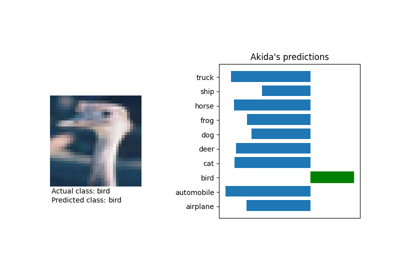 Akida's predictions
truck
ship
horse
frog
dog
deer
cat
bird
automobile
airplane
Actual class: bird
Predicted class: bird